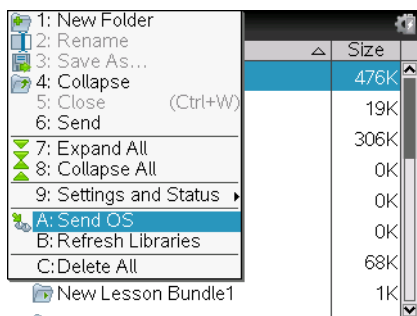 1: New Folder
2: Rename
Size
3: Save As...
4: Collapse
476K
5: Close (Ctrl+W)
19K
6: Send
306K
7: Expand All
8: Collapse All
0K
9: Settings and Status
0K
A: Send OS
0K
B: Refresh Libraries
C: Delete All
68K
New Lesson Bundle1
1K